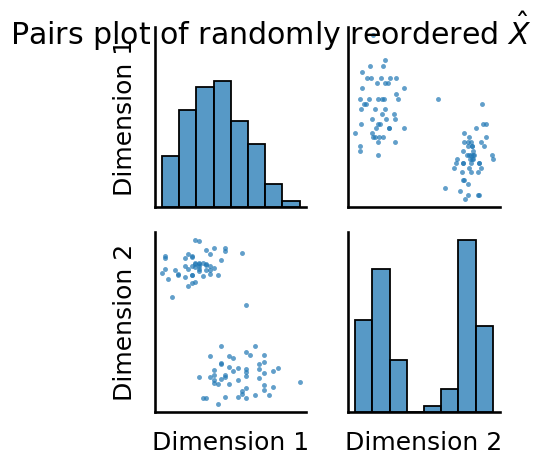 Pairs plot of randomly reordered X̂
Dimension 1
Dimension 2
Dimension 1
Dimension 2